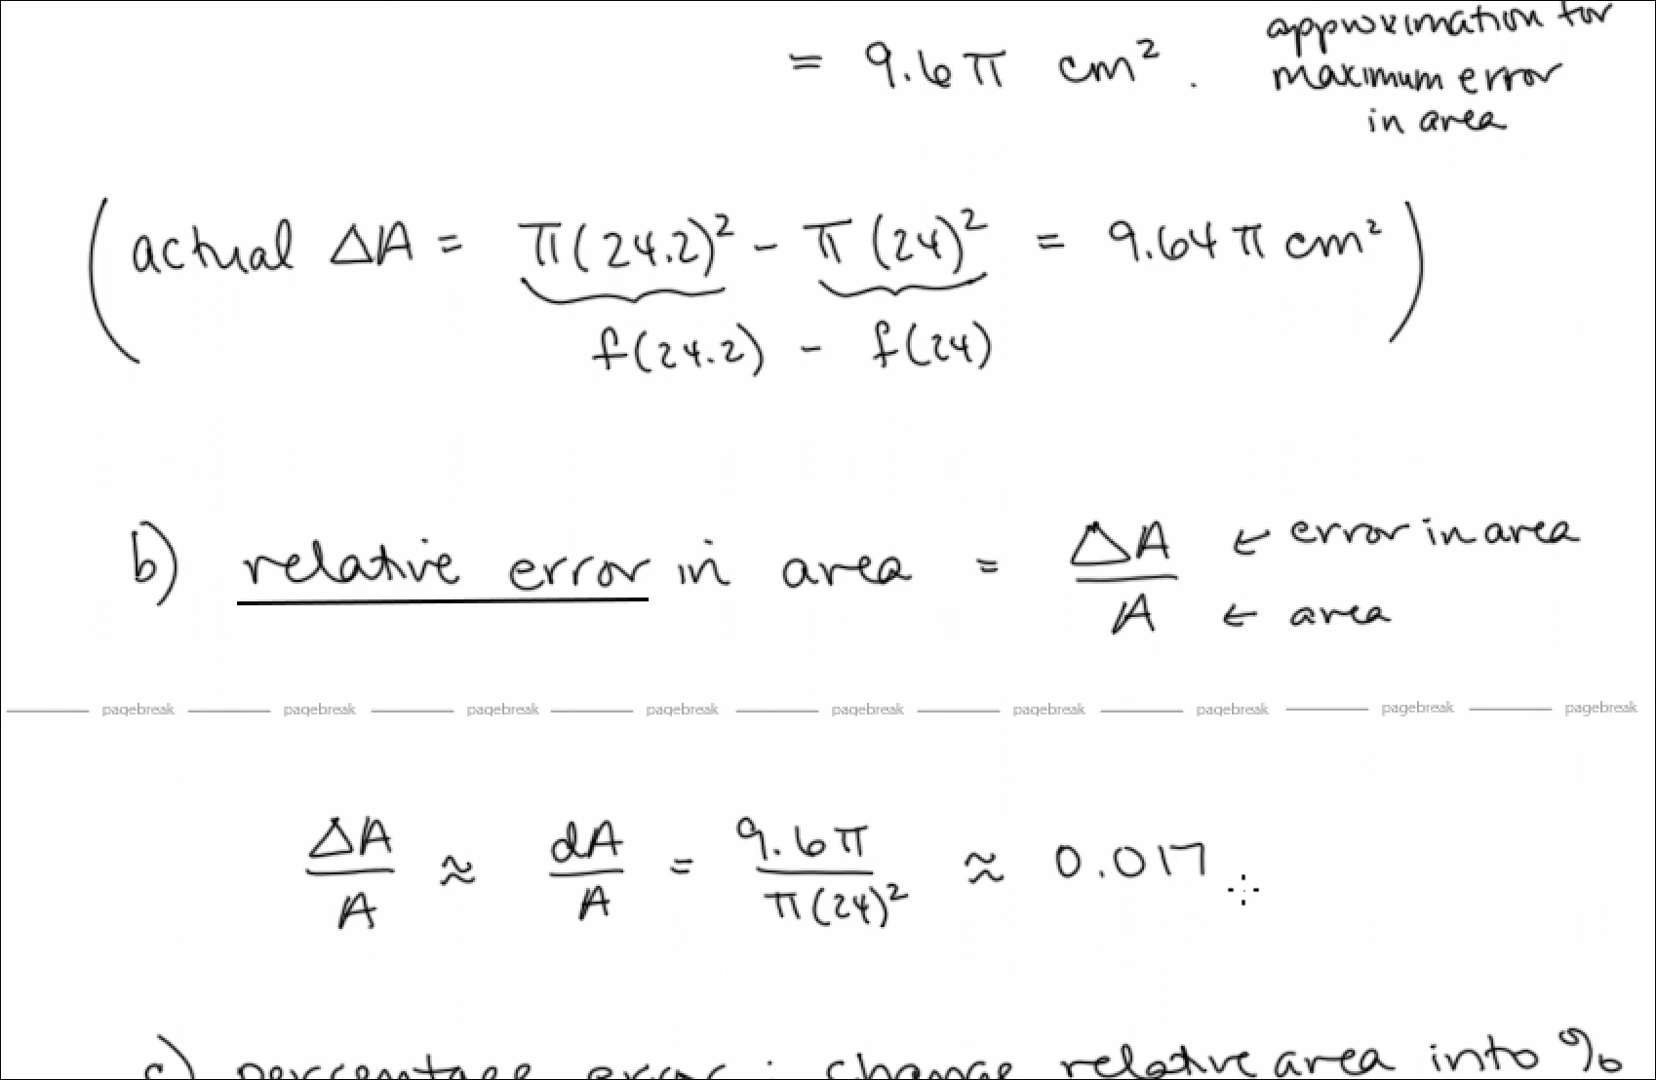 = 9.6π cm². approximation for
maximum error
in area
(actual ΔA = π(24.2)² - π(24)² = 9.64π cm²)
f(24.2) - f(24)
b) relative error in area = ΔA/A ← error in area
← area
pagebreak pagebreak pagebreak pagebreak pagebreak pagebreak pagebreak pagebreak pagebreak
ΔA/A ≈ dA/A = 9.6π/π(24)² ≈ 0.017
c) percentage error : change relative area into %